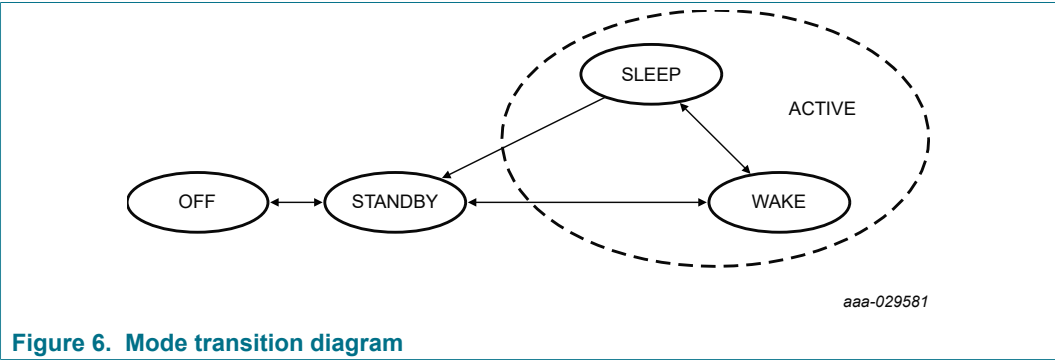 SLEEP
ACTIVE
OFF
STANDBY
WAKE
aaa-029581
Figure 6. Mode transition diagram